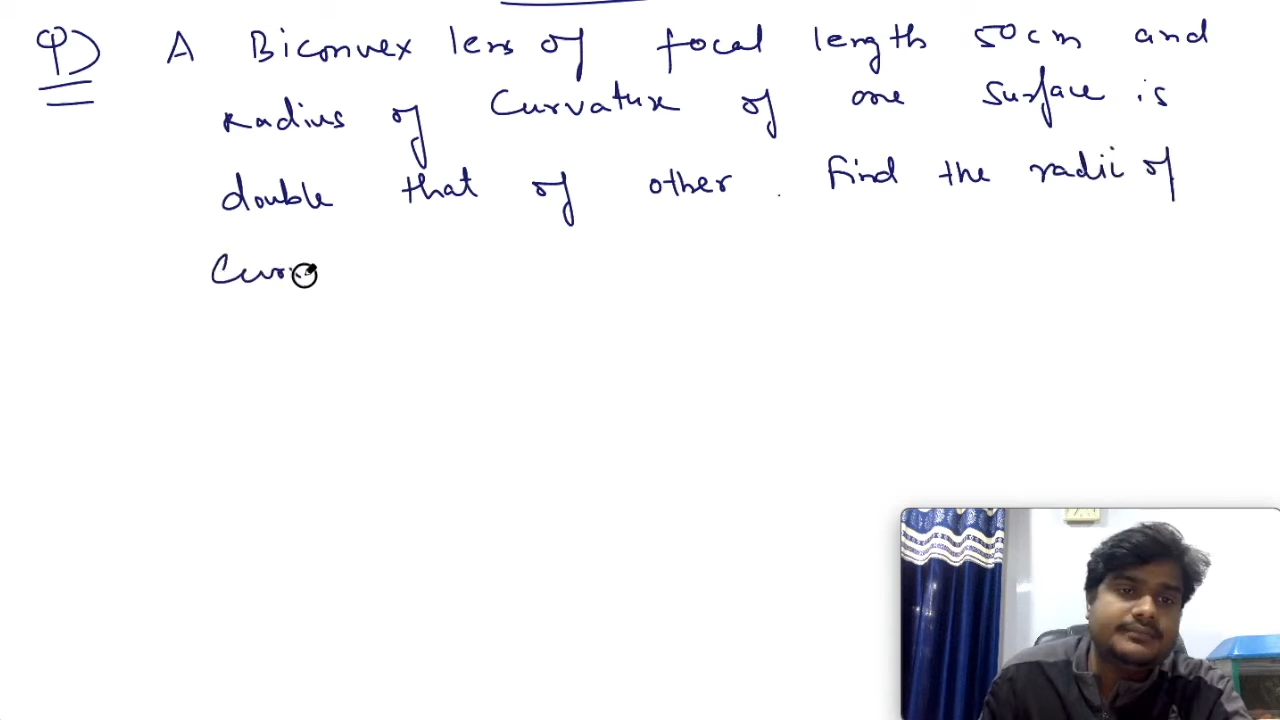 Q) A Biconvex lens of focal length 50cm and
radius of Curvature of one surface is
double that of other. Find the radii of
Cur